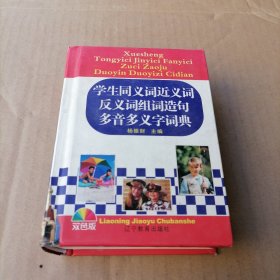 Xuesheng
Tongyici Jinyici Fanyici
Zuci Zaoju
Duoyin Duoyizi Cidian
学生同义词近义词
反义词组词造句
多音多义字词典
杨振财 主编
双色版
Liaoning Jiaoyu Chubanshe
辽宁教育出版社